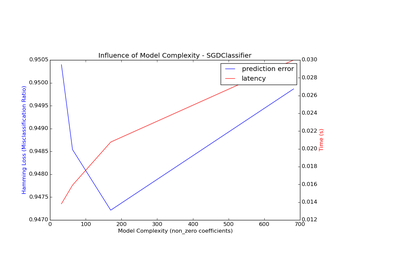 Influence of Model Complexity - SGDClassifier
0.9505
0.9500
0.9495
0.9490
0.9485
0.9480
0.9475
0.9470
Hamming Loss (Misclassification Ratio)
prediction error
latency
0.030
0.028
0.026
0.024
0.022
0.020
0.018
0.016
0.014
0.012
Time (s)
0 100 200 300 400 500 600 700
Model Complexity (non_zero coefficients)